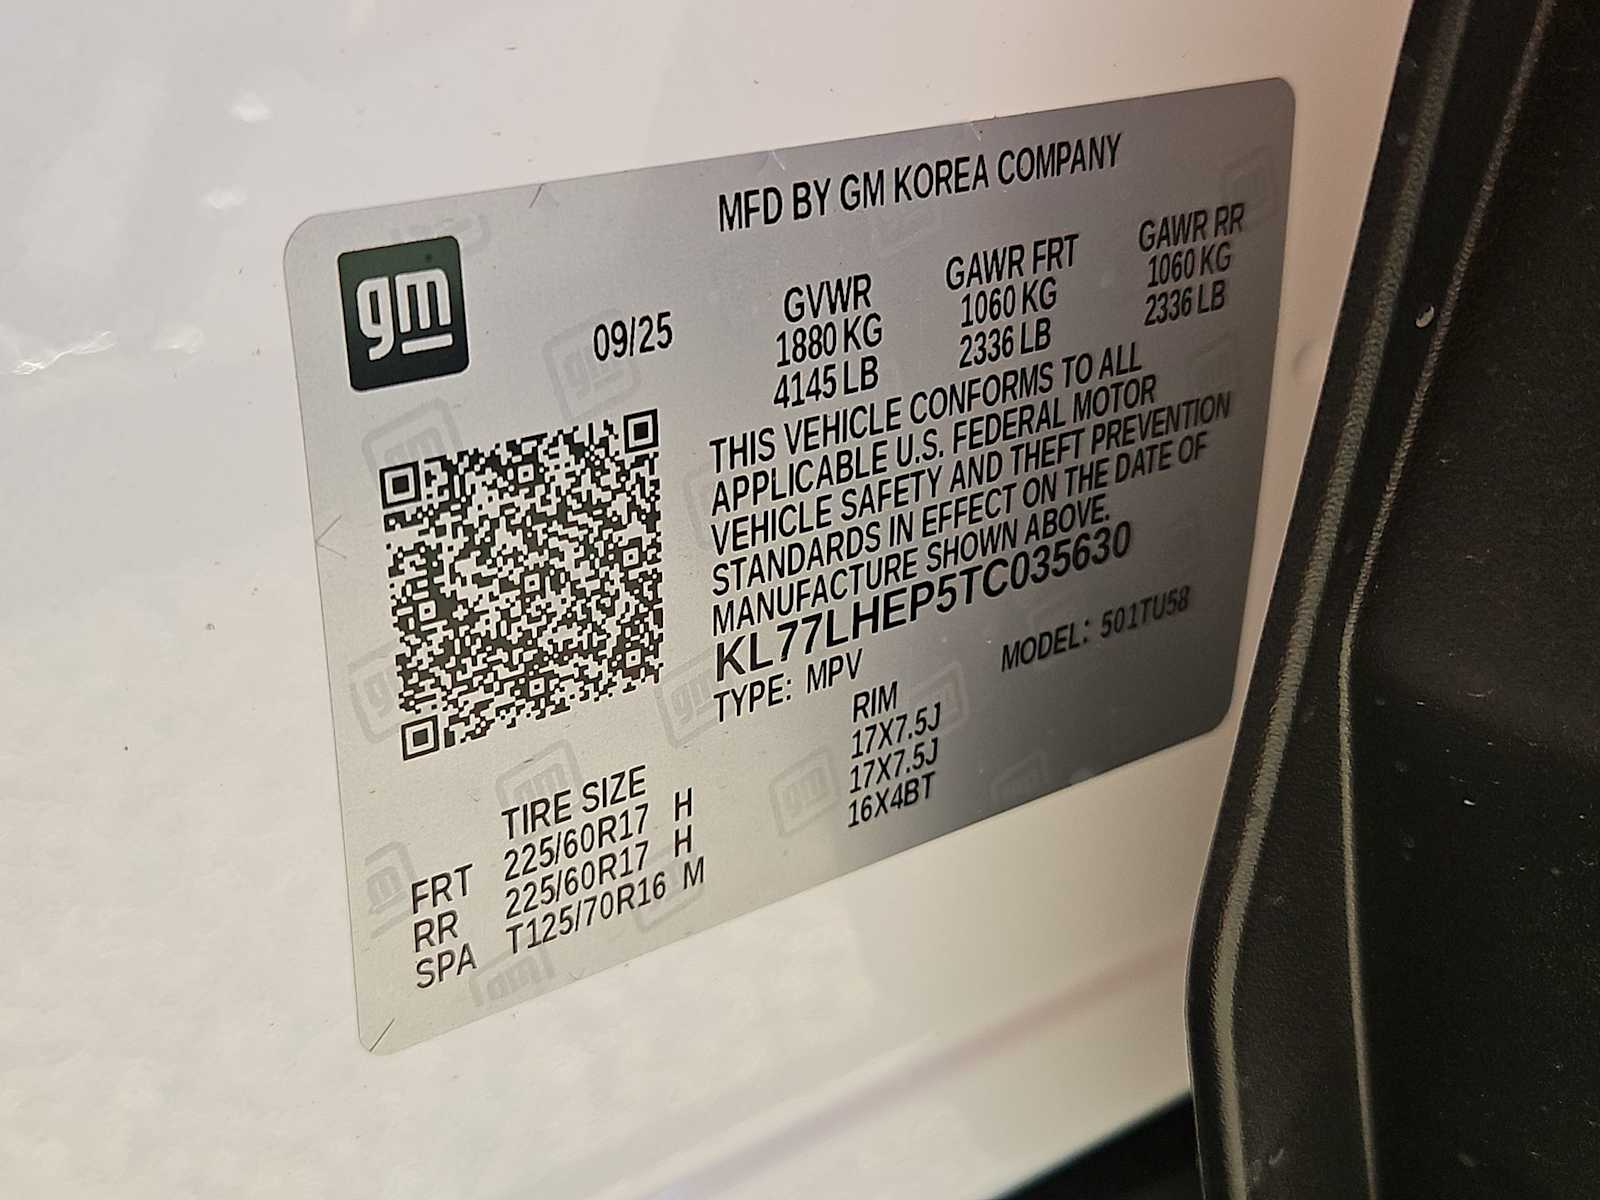 MFD BY GM KOREA COMPANY
gm
09/25
GVWR GAWR FRT GAWR RR
1880 KG 1060 KG 1060 KG
4145 LB 2336 LB 2336 LB
THIS VEHICLE CONFORMS TO ALL
APPLICABLE U.S. FEDERAL MOTOR
VEHICLE SAFETY AND THEFT PREVENTION
STANDARDS IN EFFECT ON THE DATE OF
MANUFACTURE SHOWN ABOVE.
KL77LHEP5TC035630
TYPE: MPV MODEL: 501TU58
TIRE SIZE RIM
FRT 225/60R17 H 17X7.5J
RR 225/60R17 H 17X7.5J
SPA T125/70R16 M 16X4BT